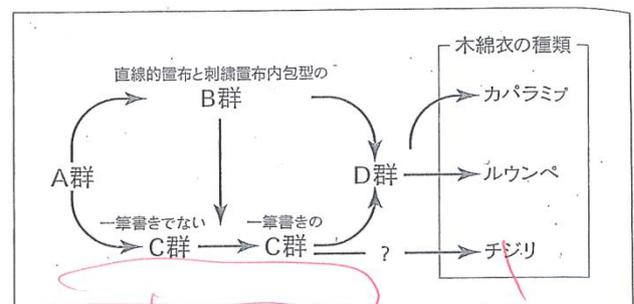 木綿衣の種類
直線的置布と刺繍置布内包型の
B群
カパラミプ
A群
D群
ルウンペ
一筆書きでない
一筆書きの
C群
C群
?
チジリ